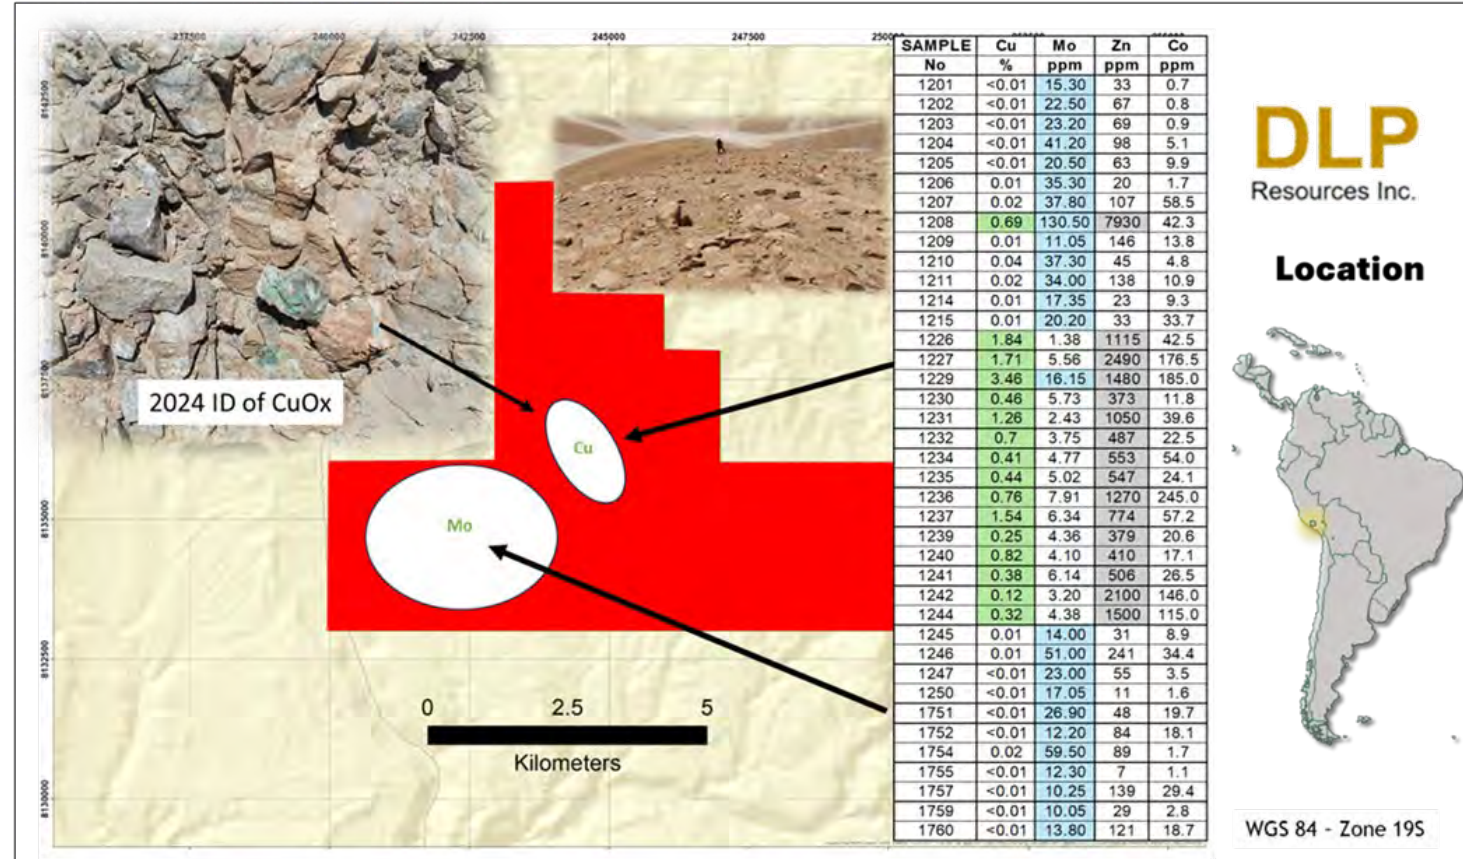 237500 240000 242500 245000 247500
8142500
8140000
8137500
8135000
8132500
8130000
2024 ID of CuOx
Cu
Mo
0 2.5 5
Kilometers
SAMPLE Cu Mo Zn Co
No % ppm ppm ppm
1201 <0.01 15.30 33 0.7
1202 <0.01 22.50 67 0.8
1203 <0.01 23.20 69 0.9
1204 <0.01 41.20 98 5.1
1205 <0.01 20.50 63 9.9
1206 0.01 35.30 20 1.7
1207 0.02 37.80 107 58.5
1208 0.69 130.50 7930 42.3
1209 0.01 11.05 146 13.8
1210 0.04 37.30 45 4.8
1211 0.02 34.00 138 10.9
1214 0.01 17.35 23 9.3
1215 0.01 20.20 33 33.7
1226 1.84 1.38 1115 42.5
1227 1.71 5.56 2490 176.5
1229 3.46 16.15 1480 185.0
1230 0.46 5.73 373 11.8
1231 1.26 2.43 1050 39.6
1232 0.7 3.75 487 22.5
1234 0.41 4.77 553 54.0
1235 0.44 5.02 547 24.1
1236 0.76 7.91 1270 245.0
1237 1.54 6.34 774 57.2
1239 0.25 4.36 379 20.6
1240 0.82 4.10 410 17.1
1241 0.38 6.14 506 26.5
1242 0.12 3.20 2100 146.0
1244 0.32 4.38 1500 115.0
1245 0.01 14.00 31 8.9
1246 0.01 51.00 241 34.4
1247 <0.01 23.00 55 3.5
1250 <0.01 17.05 11 1.6
1751 <0.01 26.90 48 19.7
1752 <0.01 12.20 84 18.1
1754 0.02 59.50 89 1.7
1755 <0.01 12.30 7 1.1
1757 <0.01 10.25 139 29.4
1759 <0.01 10.05 29 2.8
1760 <0.01 13.80 121 18.7
DLP
Resources Inc.
Location
WGS 84 - Zone 19S